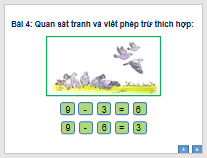 Bài 4: Quan sát tranh và viết phép trừ thích hợp:
9 - 3 = 6
9 - 6 = 3